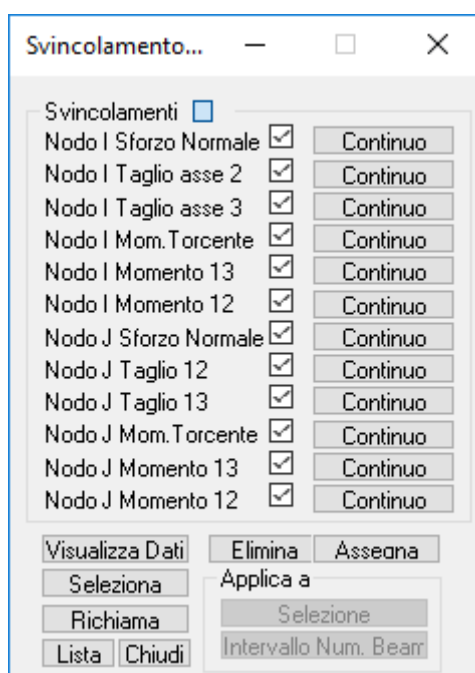 Svincolamento...
Svincolamenti
Nodo I Sforzo Normale Continuo
Nodo I Taglio asse 2 Continuo
Nodo I Taglio asse 3 Continuo
Nodo I Mom.Torcente Continuo
Nodo I Momento 13 Continuo
Nodo I Momento 12 Continuo
Nodo J Sforzo Normale Continuo
Nodo J Taglio 12 Continuo
Nodo J Taglio 13 Continuo
Nodo J Mom.Torcente Continuo
Nodo J Momento 13 Continuo
Nodo J Momento 12 Continuo
Visualizza Dati Elimina Assegna
Seleziona Applica a
Richiama Selezione
Lista Chiudi Intervallo Num. Beam